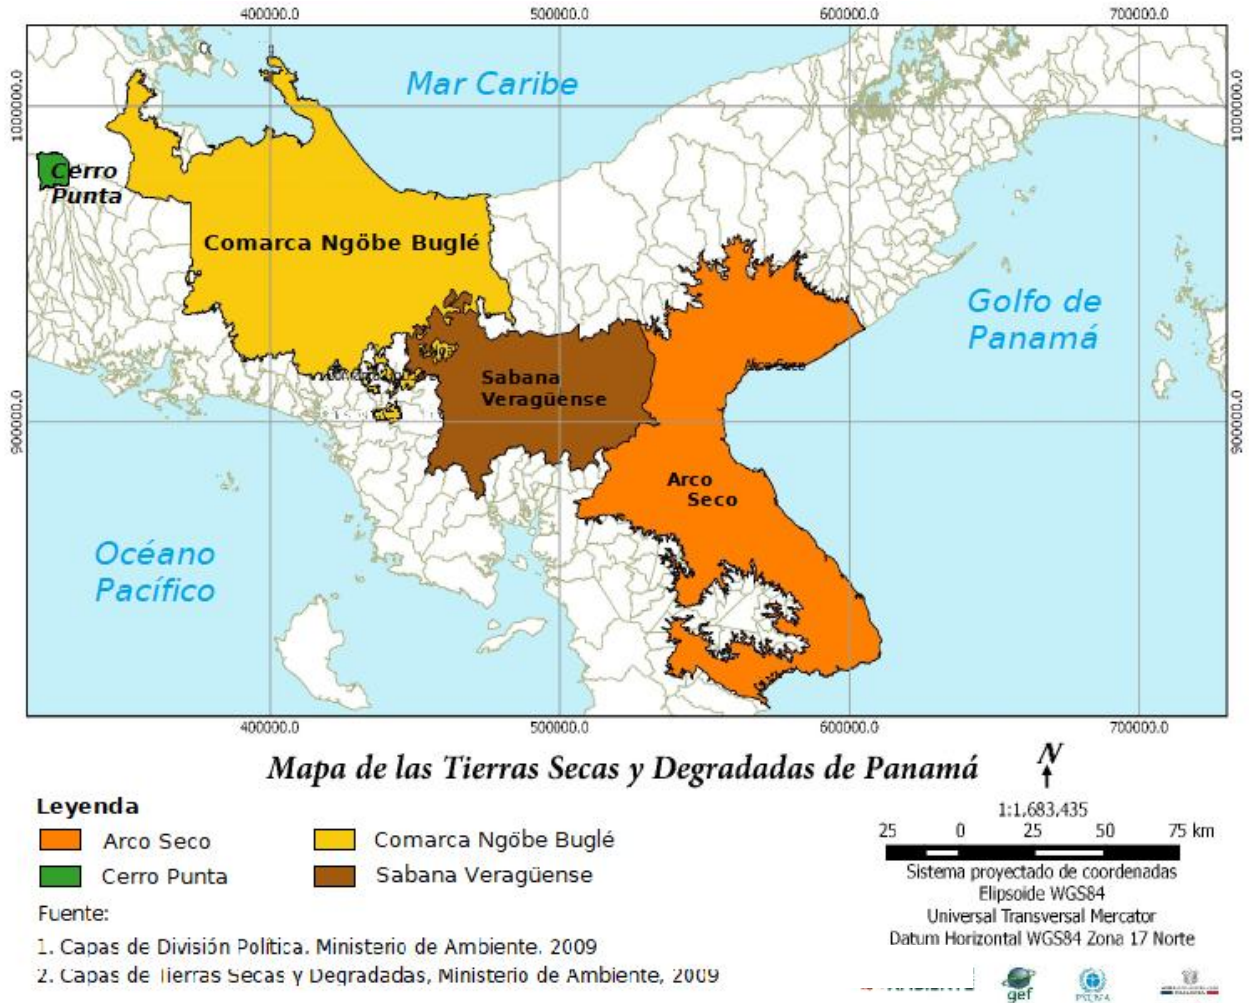 400000.0 500000.0 600000.0 700000.0
1000000.0 1000000.0
Mar Caribe
Cerro
Punta
Comarca Ngöbe Buglé
Golfo de
Panamá
Arco Seco
Sabana
Veragüense
900000.0 900000.0
Arco
Seco
Océano
Pacífico
400000.0 500000.0 600000.0 700000.0
Mapa de las Tierras Secas y Degradadas de Panamá
N
Leyenda
Arco Seco
Comarca Ngöbe Buglé
Cerro Punta
Sabana Veragüense
1:1,683,435
25 0 25 50 75 km
Sistema proyectado de coordenadas
Elipsoide WGS84
Universal Transversal Mercator
Datum Horizontal WGS84 Zona 17 Norte
Fuente:
1. Capas de División Política. Ministerio de Ambiente. 2009
2. Capas de Tierras Secas y Degradadas, Ministerio de Ambiente, 2009
gef